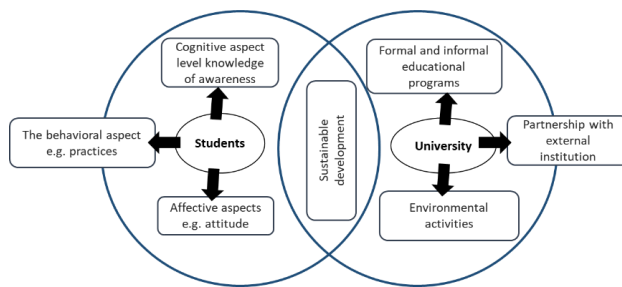 Cognitive aspect
level knowledge
of awareness
The behavioral aspect
e.g. practices
Students
Affective aspects
e.g. attitude
Sustainable
development
Formal and informal
educational
programs
University
Partnership with
external
institution
Environmental
activities